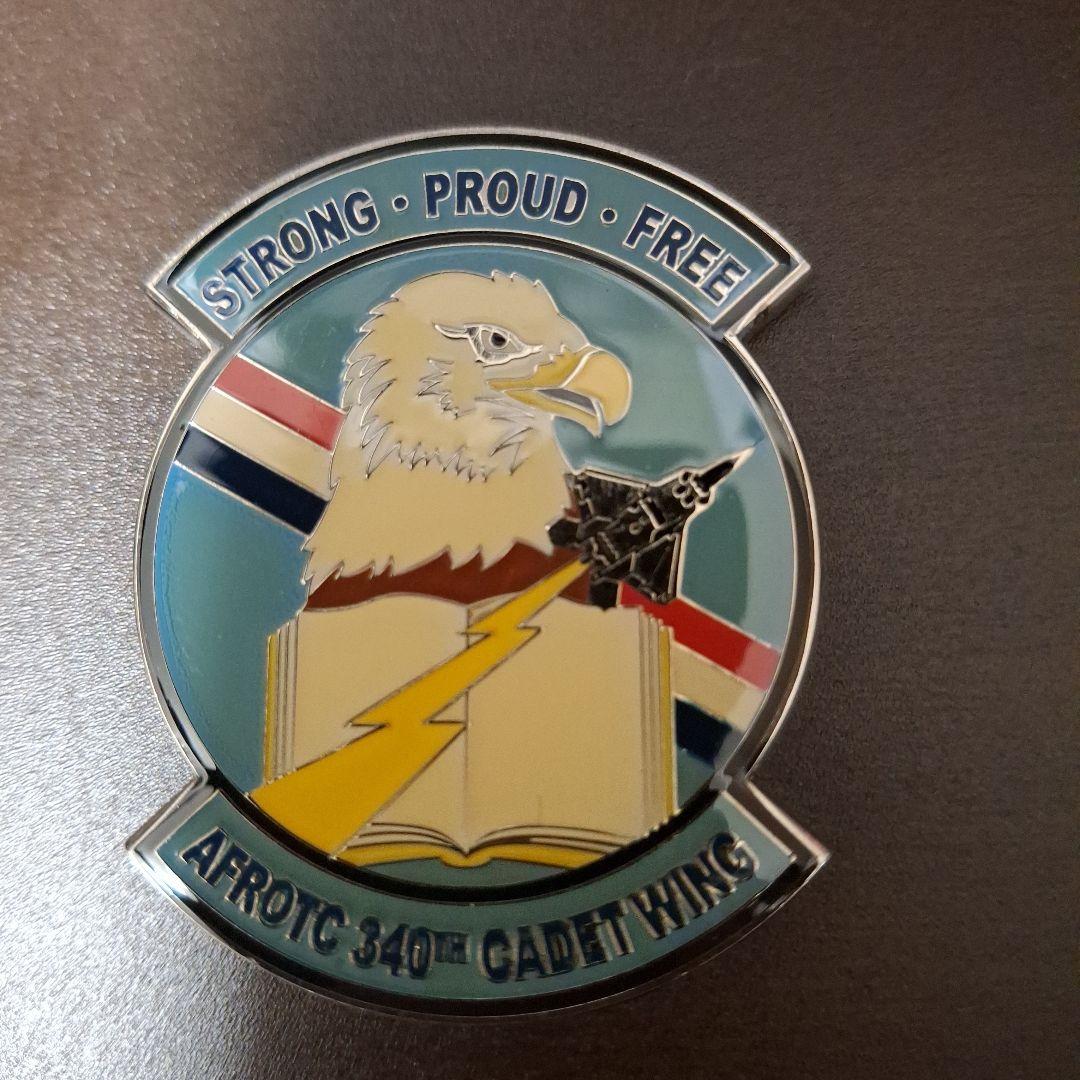 STRONG · PROUD · FREE
AFROTC 340TH CADET WING